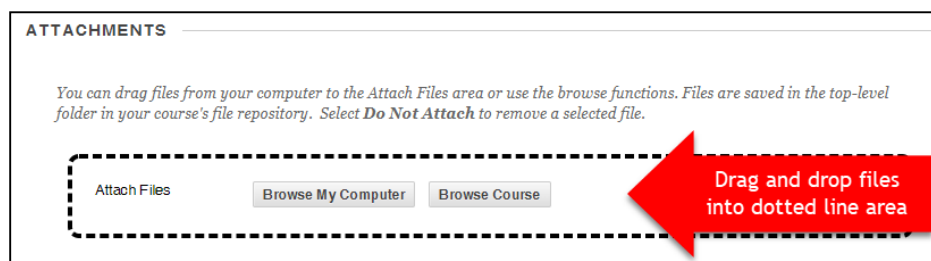 ATTACHMENTS
You can drag files from your computer to the Attach Files area or use the browse functions. Files are saved in the top-level
folder in your course's file repository. Select Do Not Attach to remove a selected file.
Attach Files
Browse My Computer
Browse Course
Drag and drop files
into dotted line area